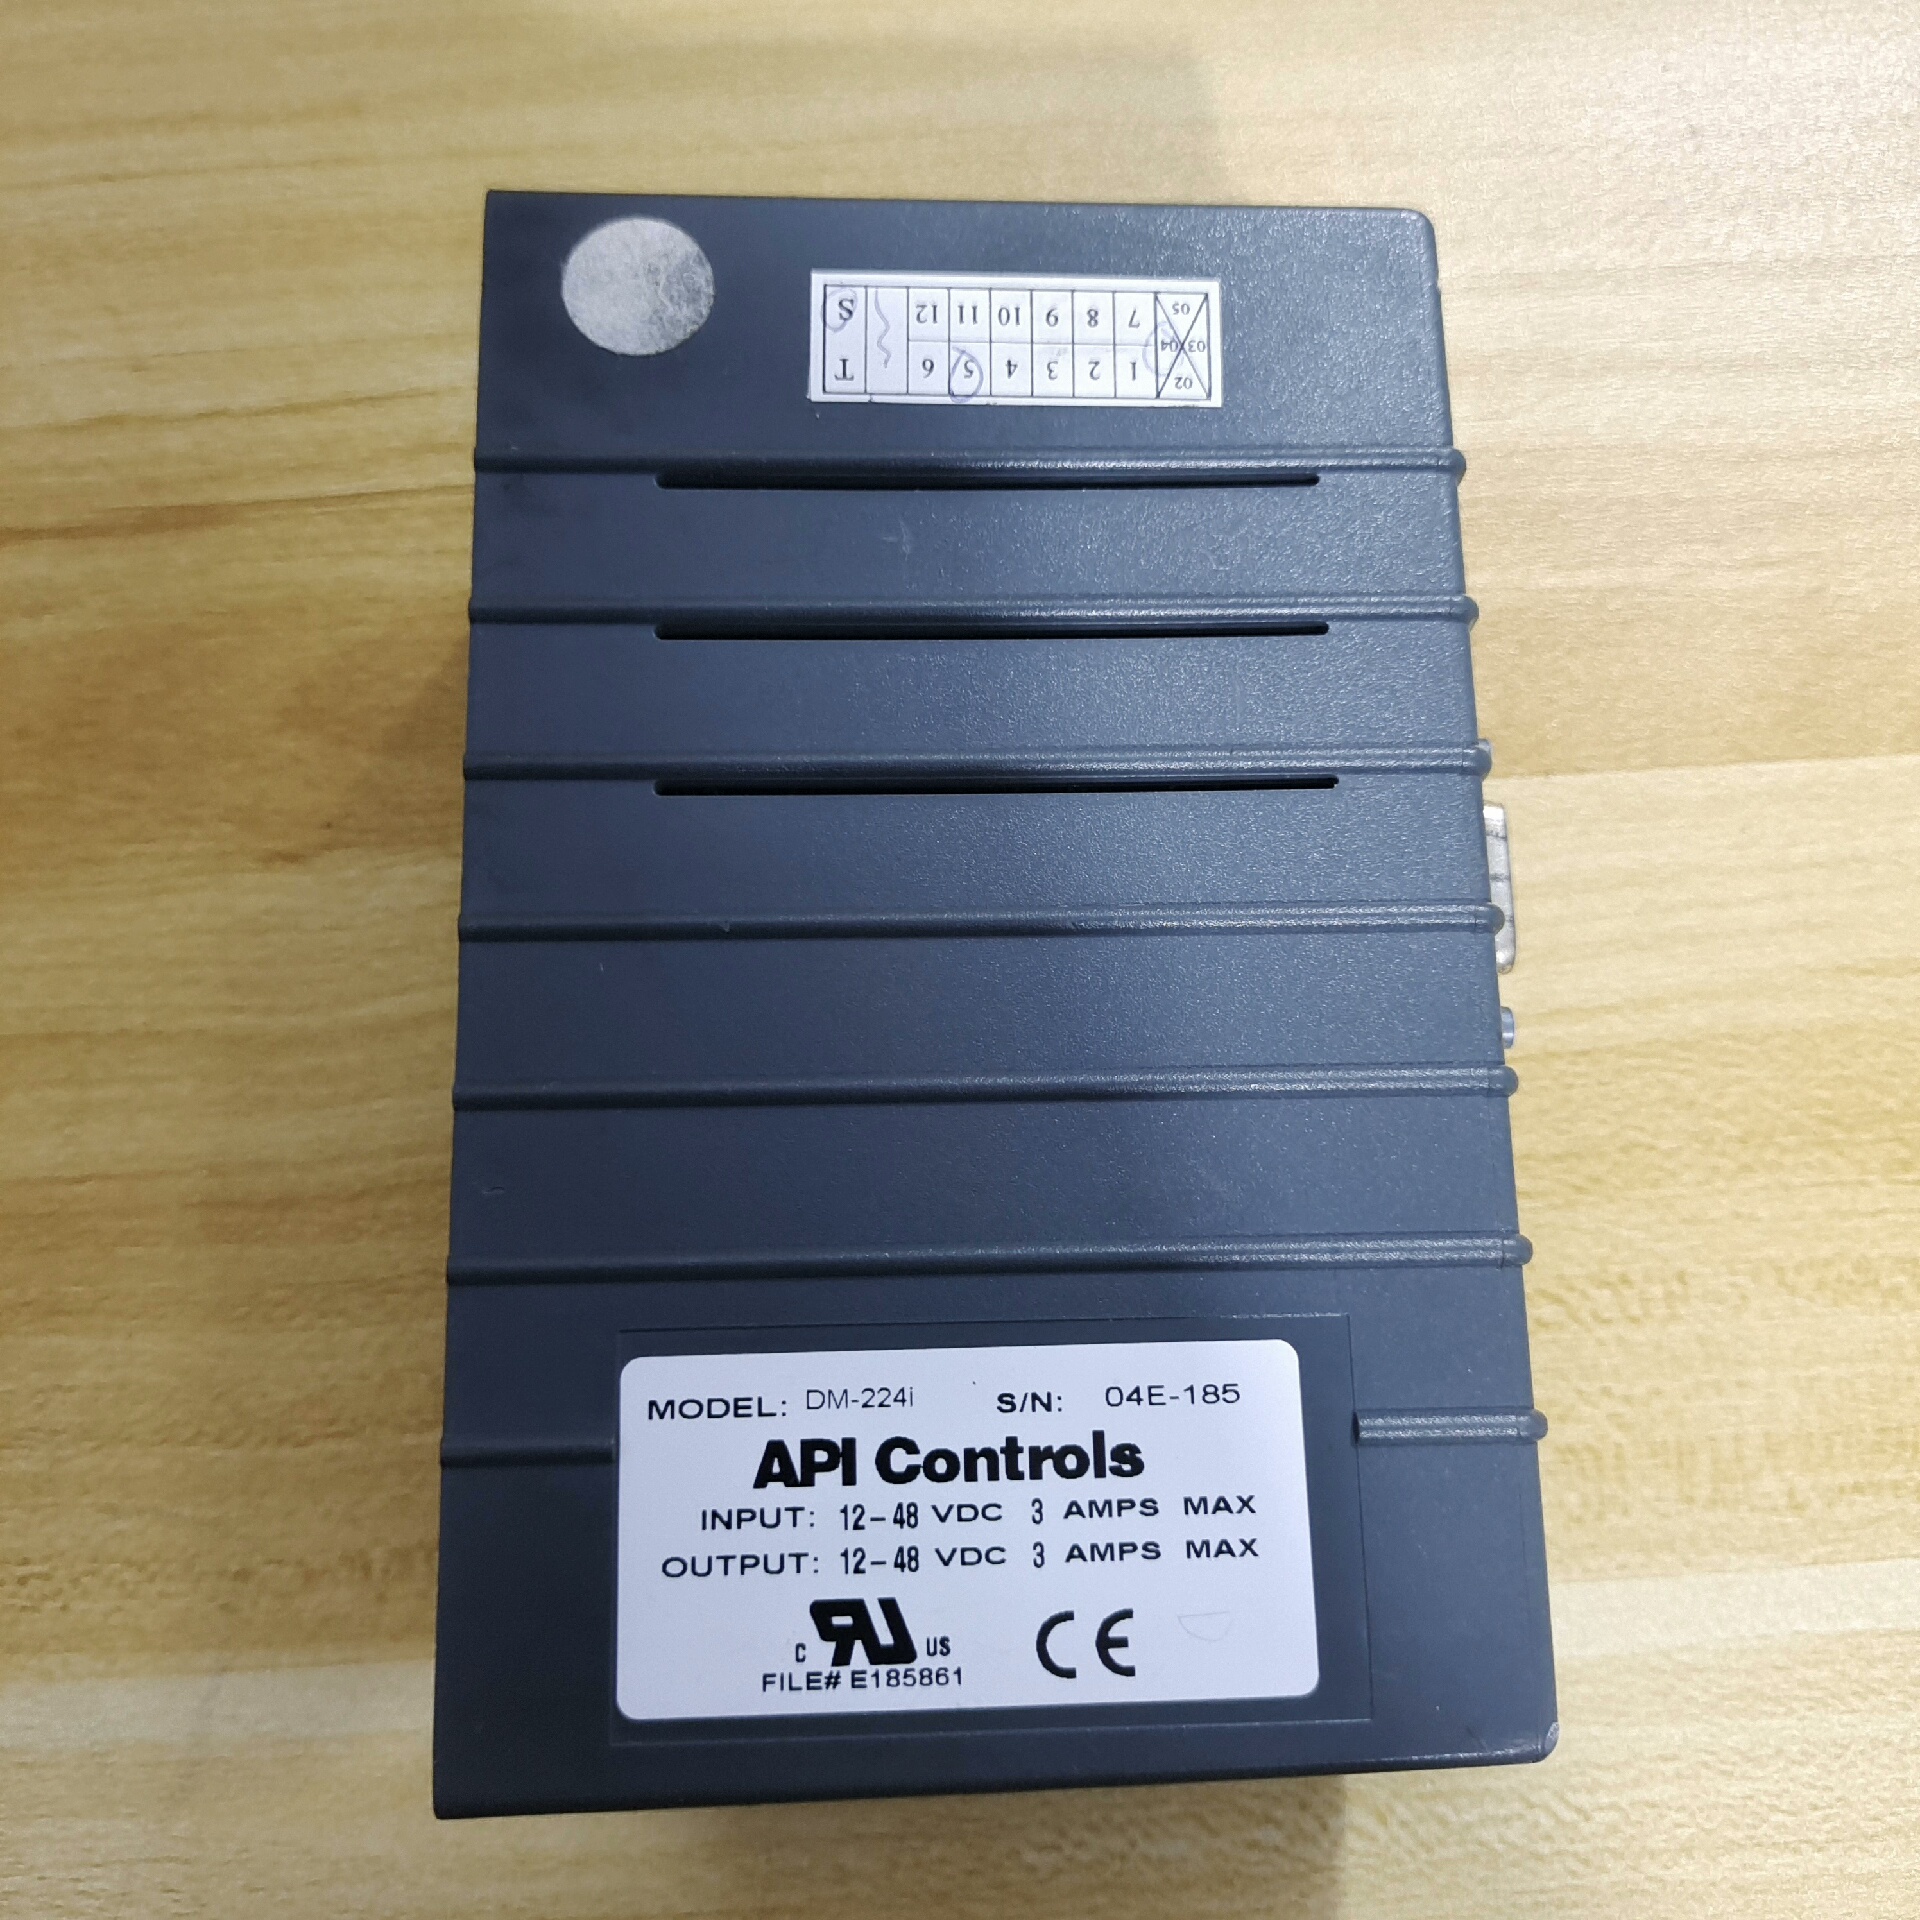 S 12 11 10 9 8 7 05
03 04
T 6 5 4 3 2 1 02
MODEL: DM-224i S/N: 04E-185
API Controls
INPUT: 12-48 VDC 3 AMPS MAX
OUTPUT: 12-48 VDC 3 AMPS MAX
c RU US CE
FILE# E185861